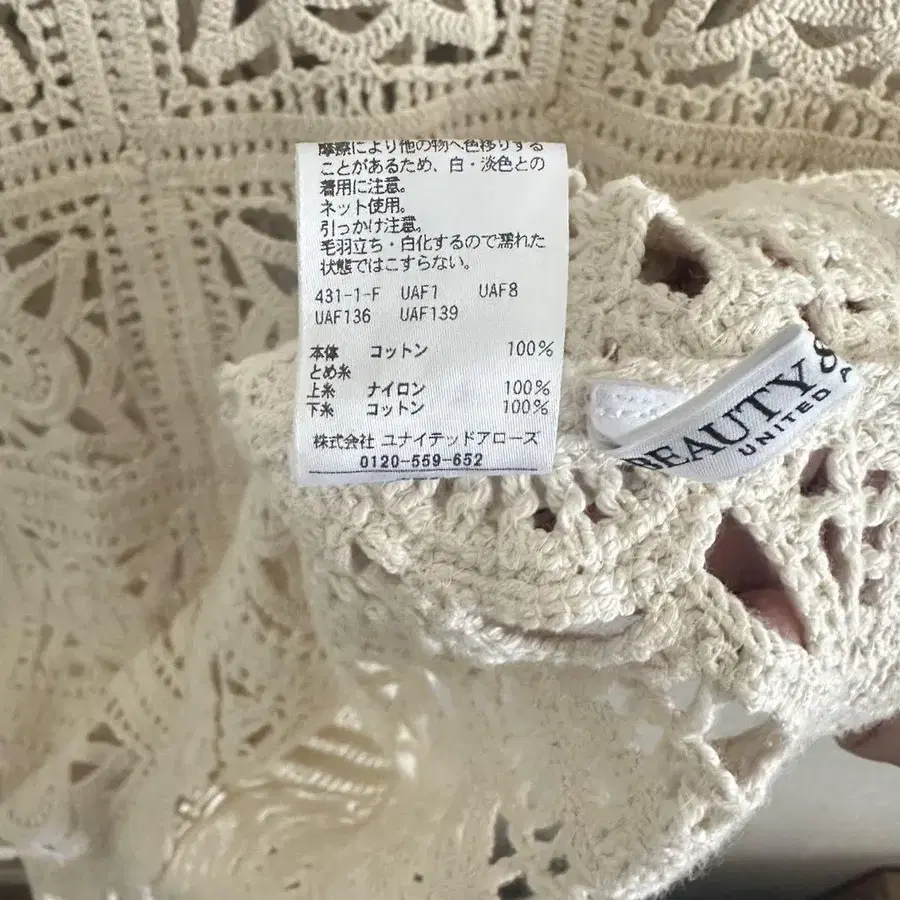 摩擦により他の物へ色移りする
ことがあるため、白・淡色との
着用に注意。
ネット使用。
引っかけ注意。
毛羽立ち・白化するので濡れた
状態ではこすらない。
431-1-F UAF1 UAF8
UAF136 UAF139
本体 コットン 100%
とめ糸
上糸 ナイロン 100%
下糸 コットン 100%
株式会社 ユナイテッドアローズ
0120-559-652
BEAUTY &
UNITED A